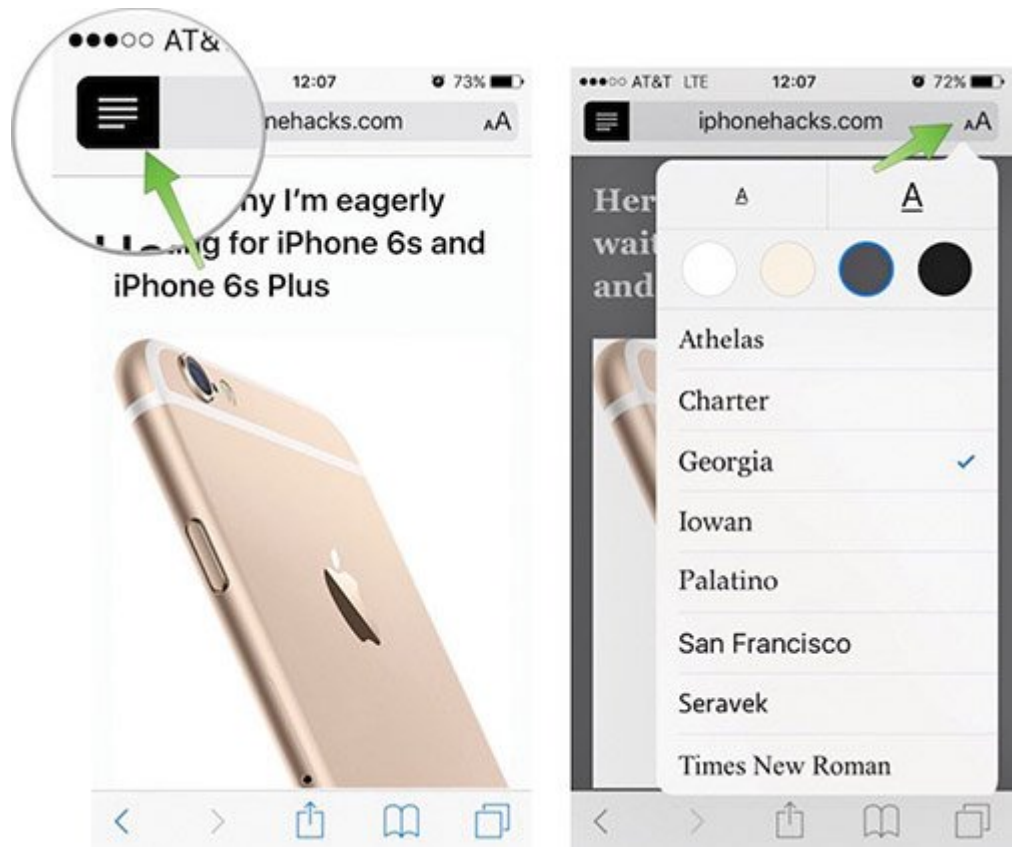 ●●●○○ AT&
12:07
73%
nehacks.com
AA
ny I'm eagerly
ng for iPhone 6s and
iPhone 6s Plus
●●●○○ AT&T LTE
12:07
72%
iphonehacks.com
AA
Her
wait
and
A
A
Athelas
Charter
Georgia
Iowan
Palatino
San Francisco
Seravek
Times New Roman